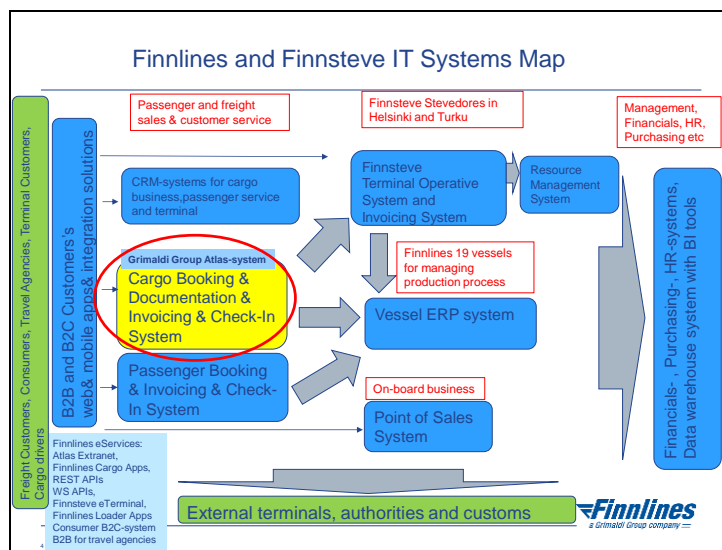 Finnlines and Finnsteve IT Systems Map
Freight Customers, Consumers, Travel Agencies, Terminal Customers,
Cargo drivers
B2B and B2C Customers's
web& mobile apps& integration solutions
Passenger and freight
sales & customer service
Finnsteve Stevedores in
Helsinki and Turku
Management,
Financials, HR,
Purchasing etc
CRM-systems for cargo
business,passenger service
and terminal
Finnsteve
Terminal Operative
System and
Invoicing System
Resource
Management
System
Grimaldi Group Atlas-system
Cargo Booking &
Documentation &
Invoicing & Check-In
System
Finnlines 19 vessels
for managing
production process
Vessel ERP system
Passenger Booking
& Invoicing & Check-
In System
On-board business
Point of Sales
System
Financials- , Purchasing-, HR-systems,
Data warehouse system with BI tools
Finnlines eServices:
Atlas Extranet,
Finnlines Cargo Apps,
REST APIs
WS APIs,
Finnsteve eTerminal,
Finnlines Loader Apps
Consumer B2C-system
B2B for travel agencies
External terminals, authorities and customs
Finnlines
a Grimaldi Group company
4